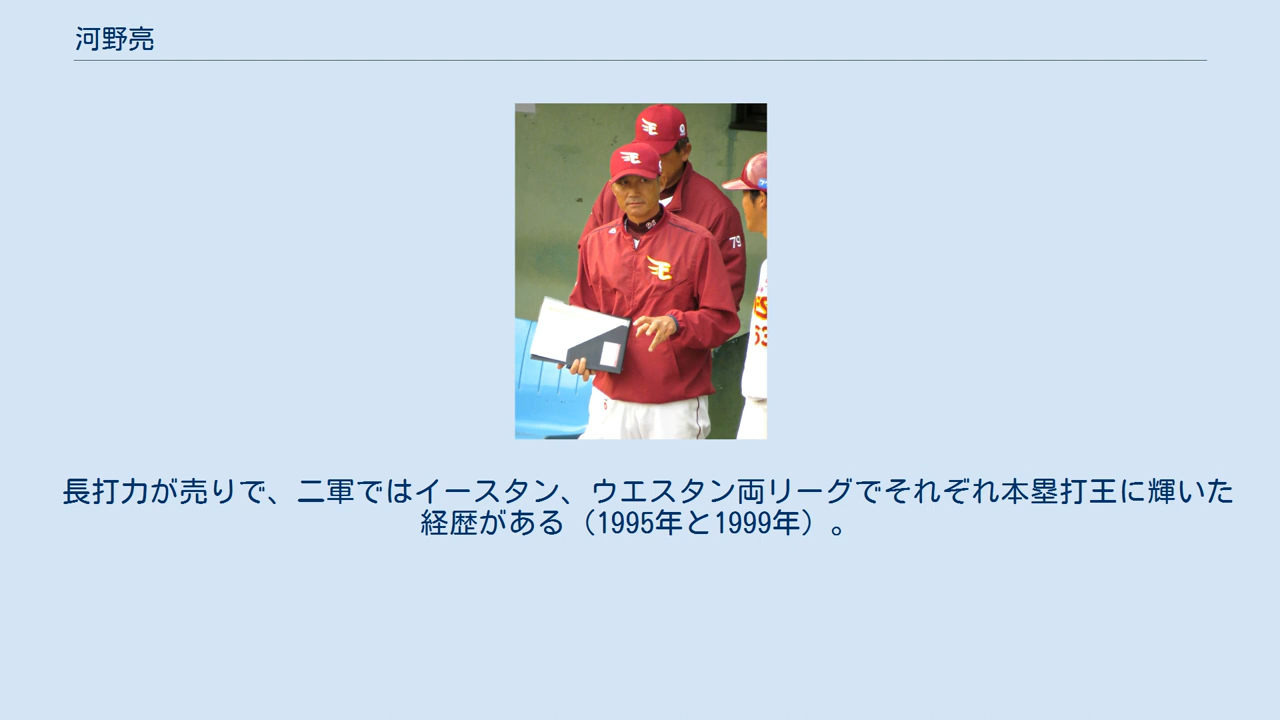 河野亮
79
53
長打力が売りで、二軍ではイースタン、ウエスタン両リーグでそれぞれ本塁打王に輝いた
経歴がある（1995年と1999年）。